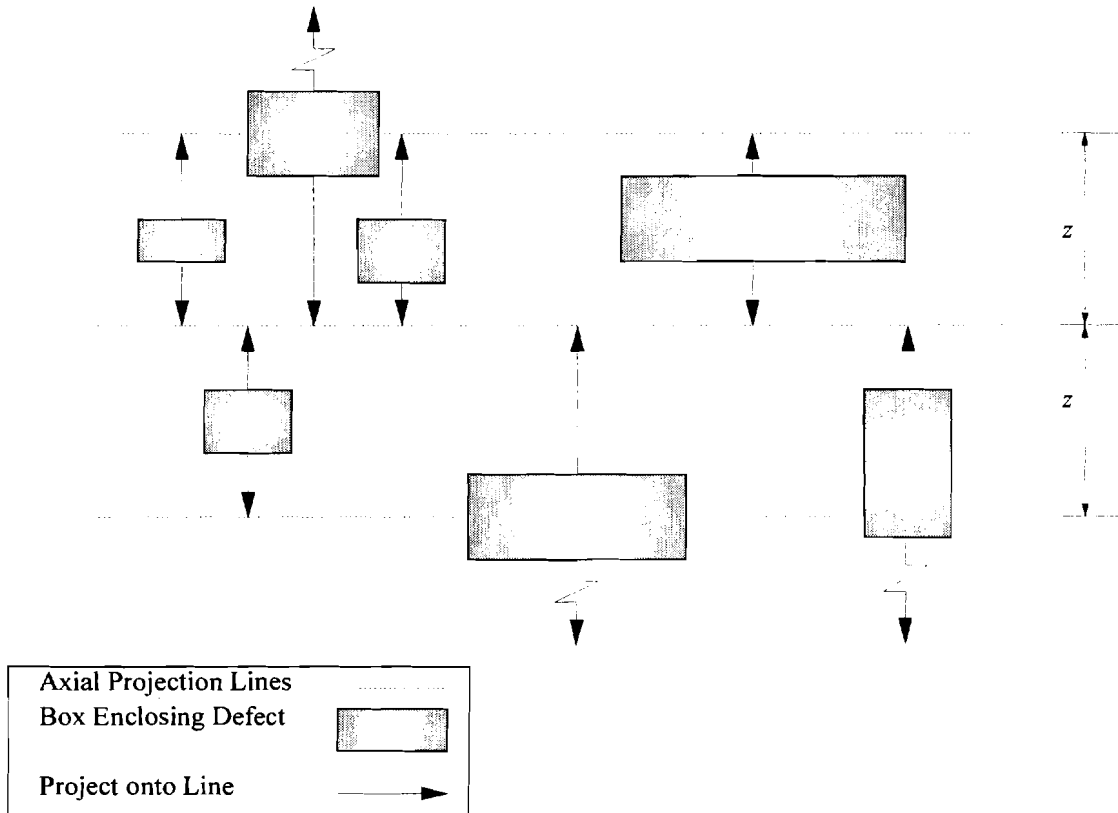 z
z
Axial Projection Lines
Box Enclosing Defect
Project onto Line